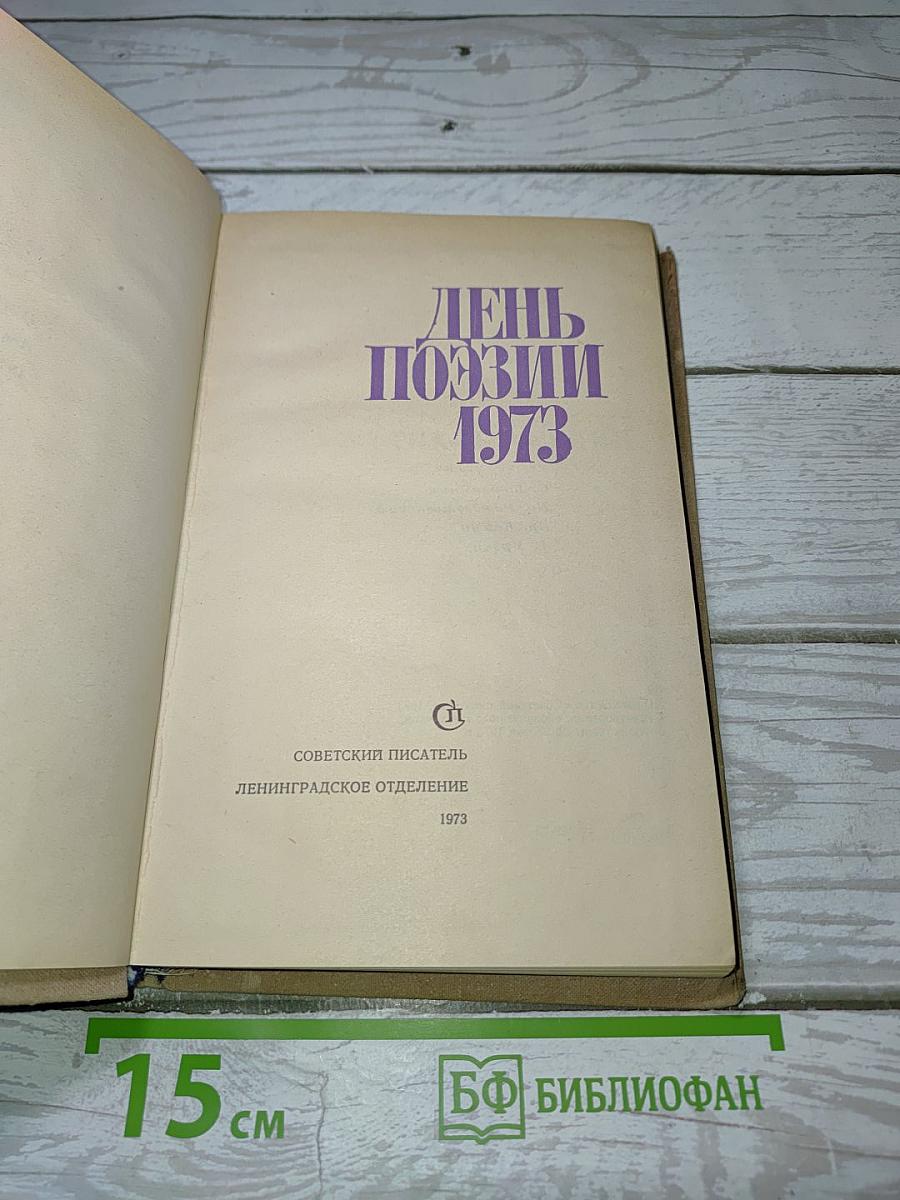 ДЕНЬ
ПОЭЗИИ
1973
СП
СОВЕТСКИЙ ПИСАТЕЛЬ
ЛЕНИНГРАДСКОЕ ОТДЕЛЕНИЕ
1973
15 см
БФ БИБЛИОФАН